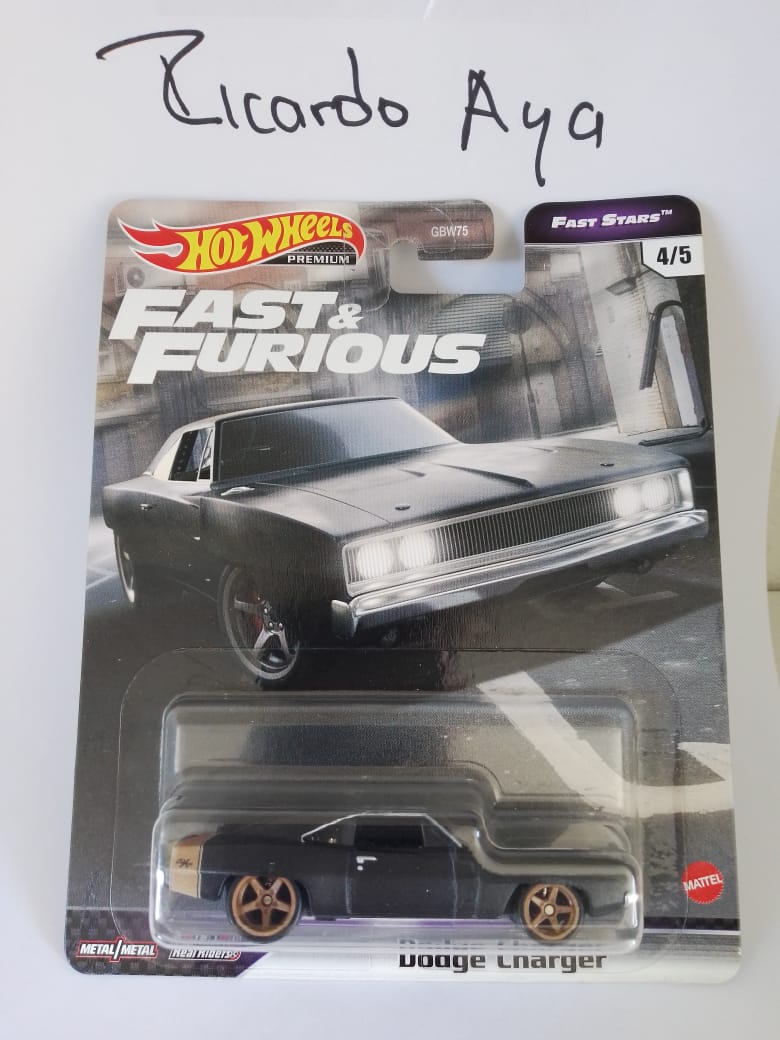 Ricardo Aya
HOT WHEELS
PREMIUM
GBW75
FAST STARS™
4/5
FAST &
FURIOUS
MATTEL
METAL/METAL
Real Riders®
Dodge Charger